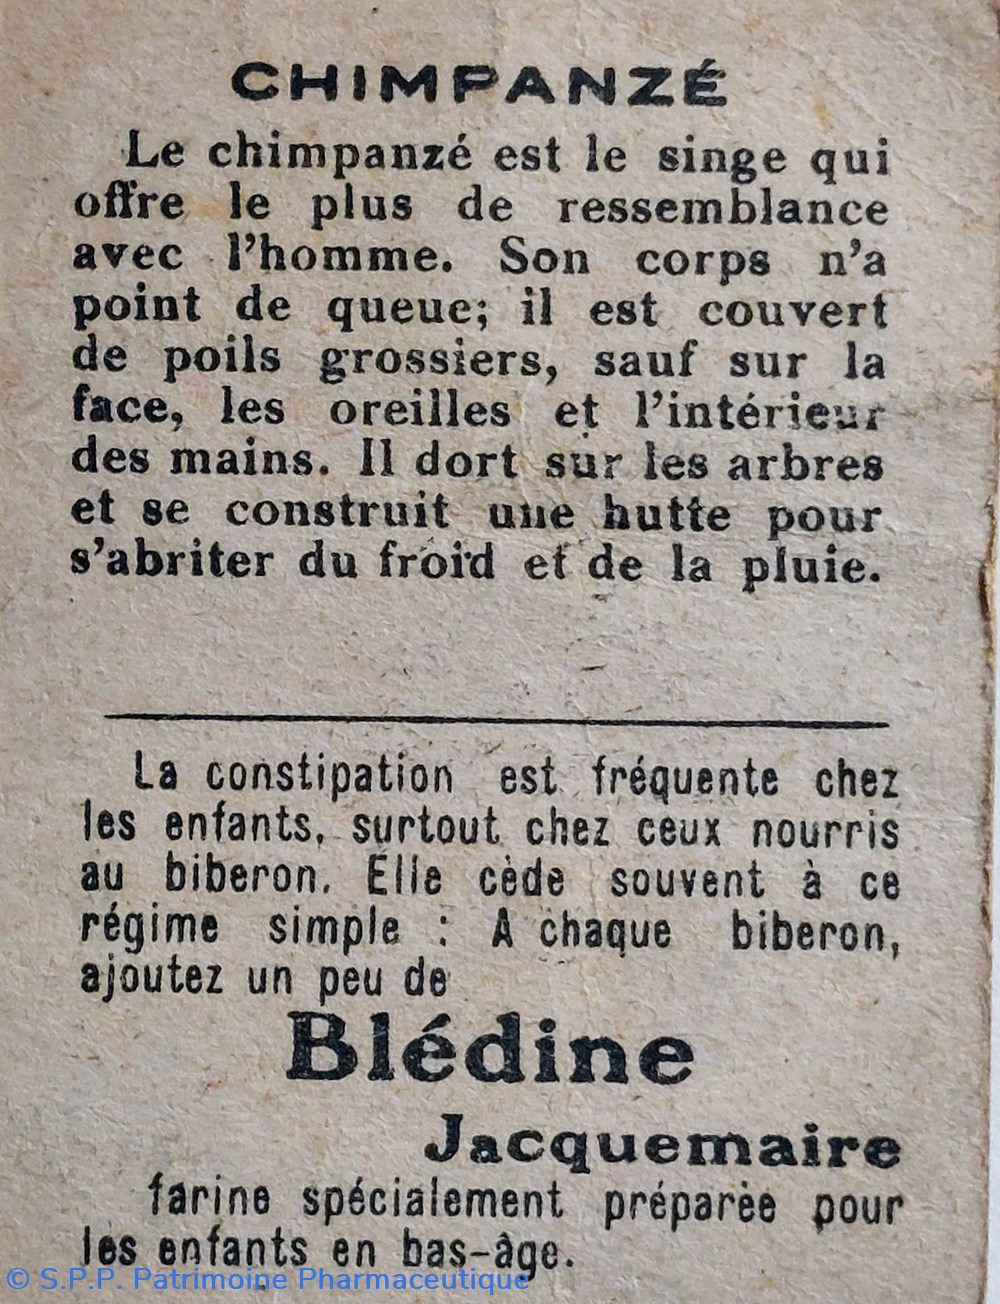 CHIMPANZÉ
Le chimpanzé est le singe qui
offre le plus de ressemblance
avec l'homme. Son corps n'a
point de queue; il est couvert
de poils grossiers, sauf sur la
face, les oreilles et l'intérieur
des mains. Il dort sur les arbres
et se construit une hutte pour
s'abriter du froid et de la pluie.
La constipation est fréquente chez
les enfants, surtout chez ceux nourris
au biberon. Elle cède souvent à ce
régime simple : A chaque biberon,
ajoutez un peu de
Blédine
Jacquemaire
farine spécialement préparée pour
les enfants en bas-âge.
© S.P.P. Patrimoine Pharmaceutique